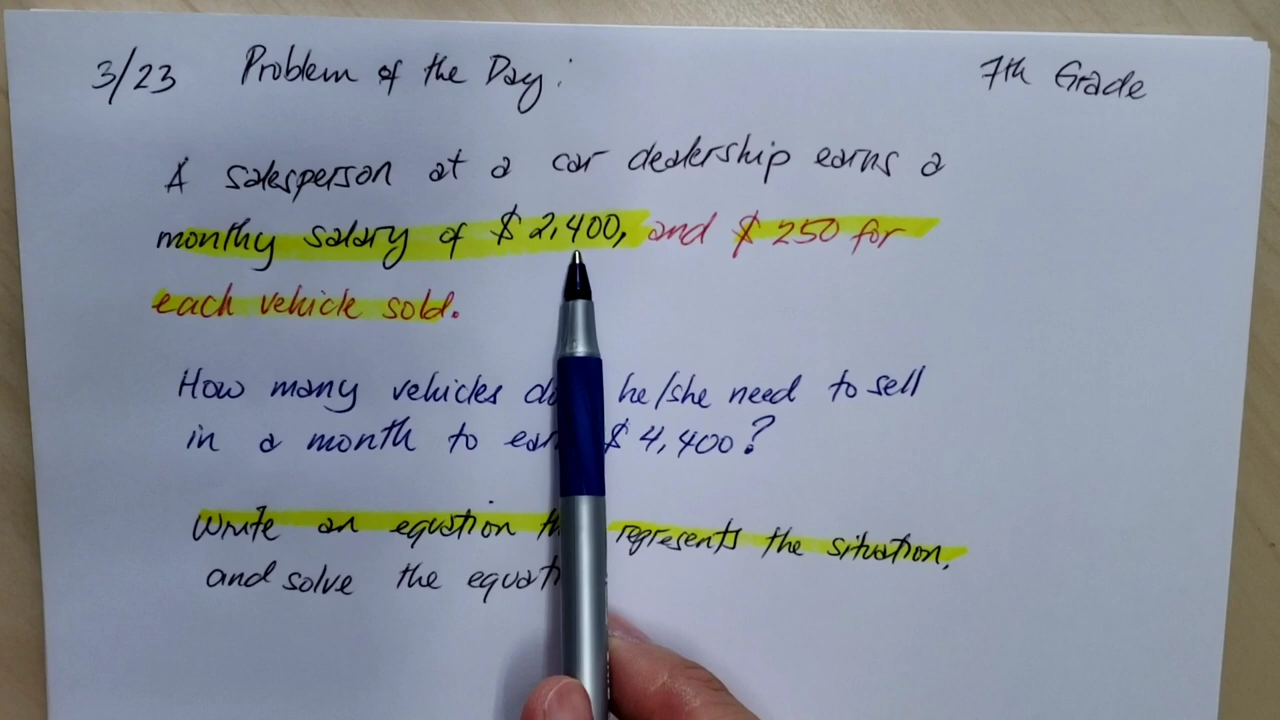 3/23 Problem of the Day: 7th Grade
A salesperson at a car dealership earns a
monthy salary of $2,400, and $250 for
each vehicle sold.
How many vehicles he/she need to sell
in a month to $4,400?
Write an equation represents the situation,
and solve the